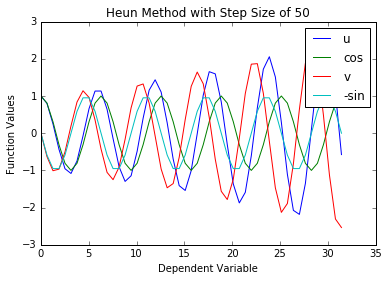 Heun Method with Step Size of 50
3
2
1
0
−1
−2
−3
0
5
10
15
20
25
30
35
Function Values
Dependent Variable
u
cos
v
-sin